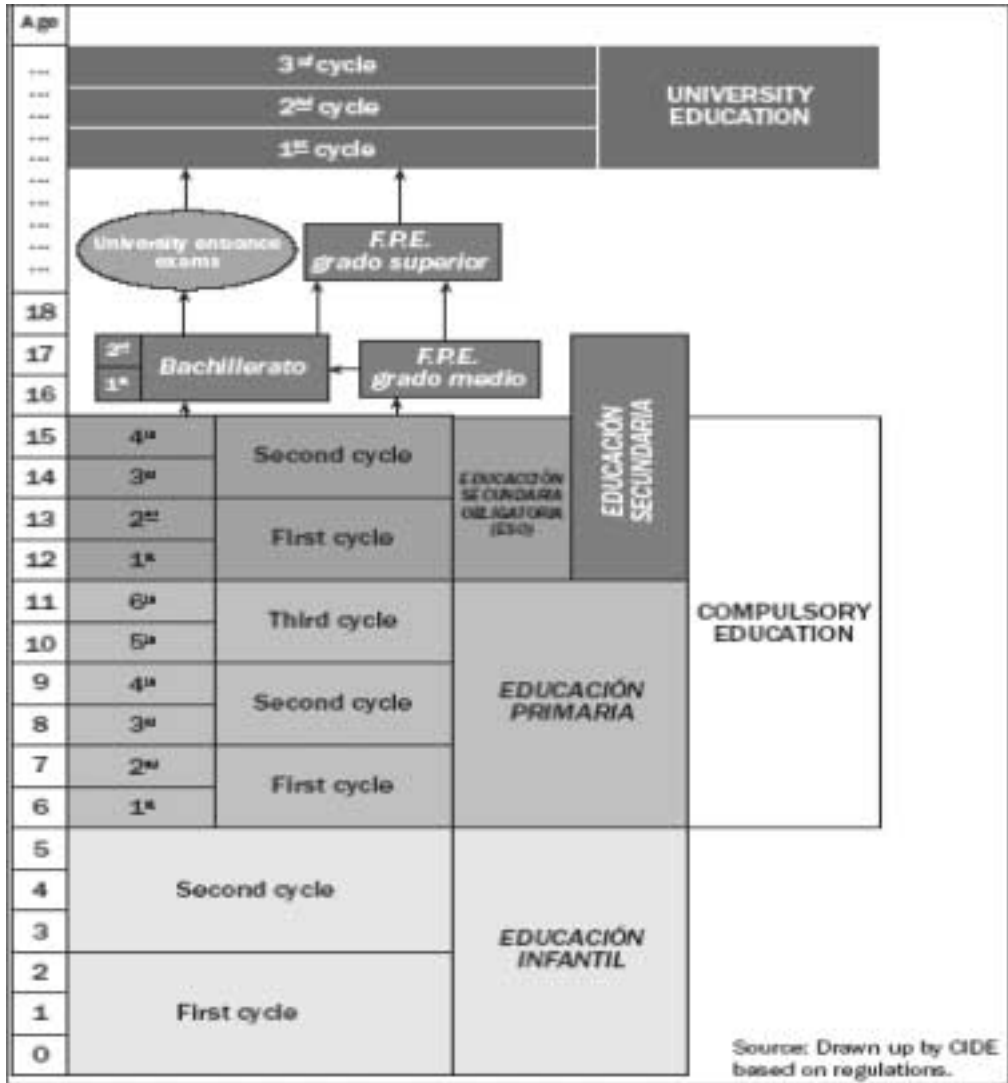 Age
...
...
...
...
...
...
...
...
...
...
3rd cycle
2nd cycle
1st cycle
UNIVERSITY
EDUCATION
University entrance
exams
F.P.E.
grado superior
18
17
16
2nd
1st
Bachillerato
F.P.E.
grado medio
EDUCACIÓN
SECUNDARIA
15
14
13
12
4th
3rd
2nd
1st
Second cycle
First cycle
EDUCACIÓN
SECUNDARIA
OBLIGATORIA
(ESO)
11
10
9
8
7
6
6th
5th
4th
3rd
2nd
1st
Third cycle
Second cycle
First cycle
EDUCACIÓN
PRIMARIA
COMPULSORY
EDUCATION
5
4
3
2
1
0
Second cycle
First cycle
EDUCACIÓN
INFANTIL
Source: Drawn up by CIDE
based on regulations.